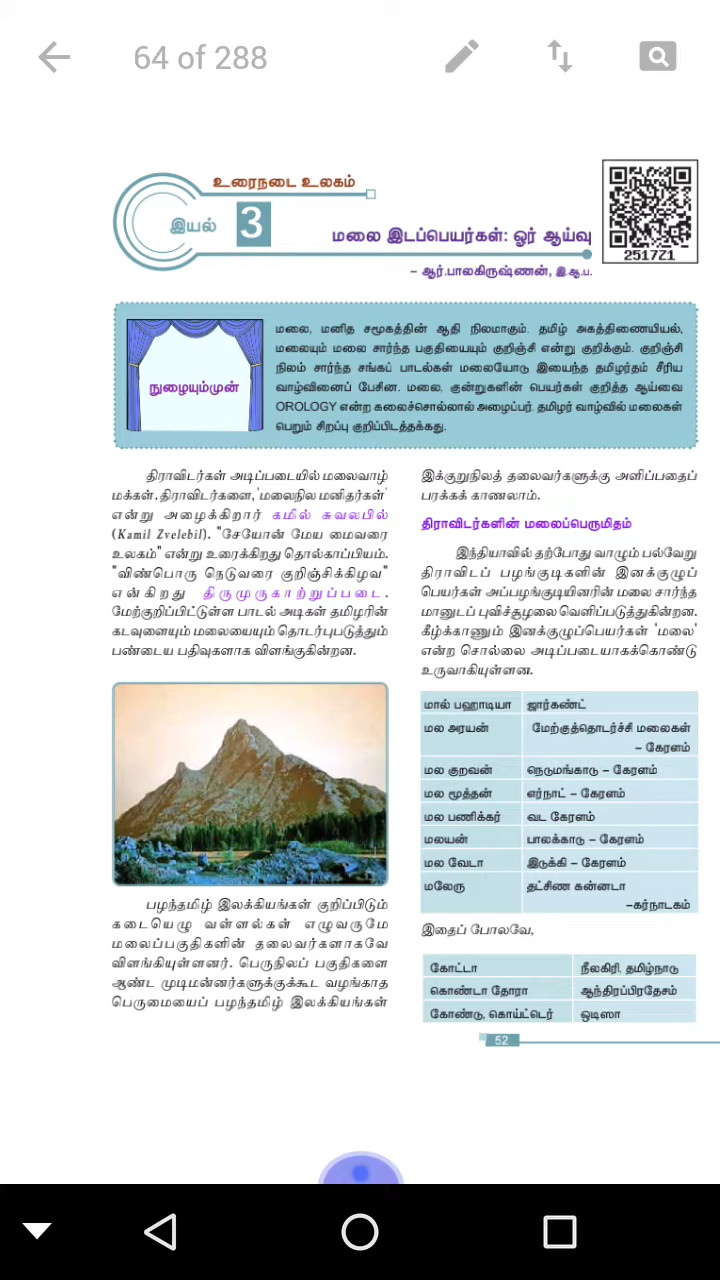 64 of 288
உரைநடை உலகம்
இயல் 3
மலை இடப்பெயர்கள்: ஓர் ஆய்வு
2517Z1
– ஆர்.பாலகிருஷ்ணன், இ.ஆ.ப.
நுழையும்முன்
மலை, மனித சமூகத்தின் ஆதி நிலமாகும். தமிழ் அகத்திணையியல்,
மலையும் மலை சார்ந்த பகுதியையும் குறிஞ்சி என்று குறிக்கும். குறிஞ்சி
நிலம் சார்ந்த சங்கப் பாடல்கள் மலையோடு இயைந்த தமிழர்தம் சீரிய
வாழ்வினைப் பேசின. மலை, குன்றுகளின் பெயர்கள் குறித்த ஆய்வை
OROLOGY என்ற கலைச்சொல்லால் அழைப்பர். தமிழர் வாழ்வில் மலைகள்
பெறும் சிறப்பு குறிப்பிடத்தக்கது.
திராவிடர்கள் அடிப்படையில் மலைவாழ்
மக்கள். திராவிடர்களை, 'மலைநில மனிதர்கள்'
என்று அழைக்கிறார் கமில் சுவலபில்
(Kamil Zvelebil). "சேயோன் மேய மைவரை
உலகம்" என்று உரைக்கிறது தொல்காப்பியம்.
"விண்பொரு நெடுவரை குறிஞ்சிக்கிழவ"
என்கிறது திருமுருகாற்றுப்படை.
மேற்குறிப்பிட்டுள்ள பாடல் அடிகள் தமிழரின்
கடவுளையும் மலையையும் தொடர்புபடுத்தும்
பண்டைய பதிவுகளாக விளங்குகின்றன.
பழந்தமிழ் இலக்கியங்கள் குறிப்பிடும்
கடையெழு வள்ளல்கள் எழுவருமே
மலைப்பகுதிகளின் தலைவர்களாகவே
விளங்கியுள்ளனர். பெருநிலப் பகுதிகளை
ஆண்ட முடிமன்னர்களுக்குக்கூட வழங்காத
பெருமையைப் பழந்தமிழ் இலக்கியங்கள்
இக்குறுநிலத் தலைவர்களுக்கு அளிப்பதைப்
பரக்கக் காணலாம்.
திராவிடர்களின் மலைப்பெருமிதம்
இந்தியாவில் தற்போது வாழும் பல்வேறு
திராவிடப் பழங்குடிகளின் இனக்குழுப்
பெயர்கள் அப்பழங்குடியினரின் மலை சார்ந்த
மானுடப் புவிச்சூழலை வெளிப்படுத்துகின்றன.
கீழ்க்காணும் இனக்குழுப்பெயர்கள் 'மலை'
என்ற சொல்லை அடிப்படையாகக்கொண்டு
உருவாகியுள்ளன.
மால் பஹாடியா ஜார்கண்ட்
மல அரயன் மேற்குத்தொடர்ச்சி மலைகள்
– கேரளம்
மல குறவன் நெடுமங்காடு – கேரளம்
மல மூத்தன் எர்நாட் – கேரளம்
மல பணிக்கர் வட கேரளம்
மலயன் பாலக்காடு – கேரளம்
மல வேடா இடுக்கி – கேரளம்
மலேரு தட்சிண கன்னடா
–கர்நாடகம்
இதைப் போலவே,
கோட்டா நீலகிரி, தமிழ்நாடு
கொண்டா தோரா ஆந்திரப்பிரதேசம்
கோண்டு, கொய்ட்டெர் ஒடிஸா
52